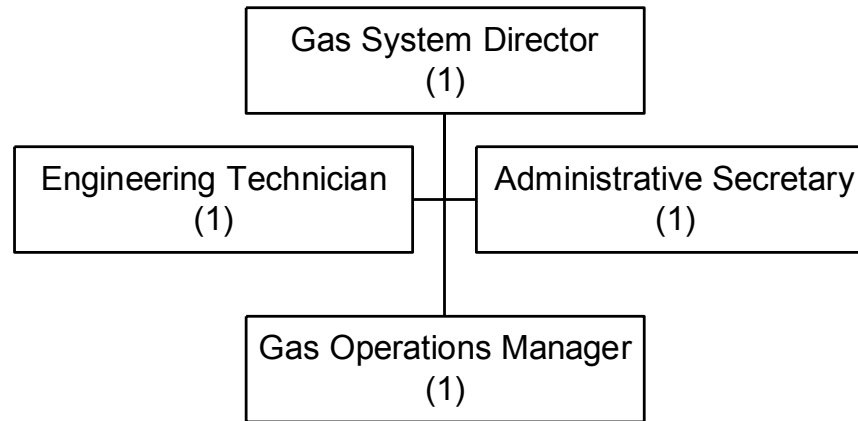 Gas System Director
(1)
Engineering Technician
(1)
Administrative Secretary
(1)
Gas Operations Manager
(1)